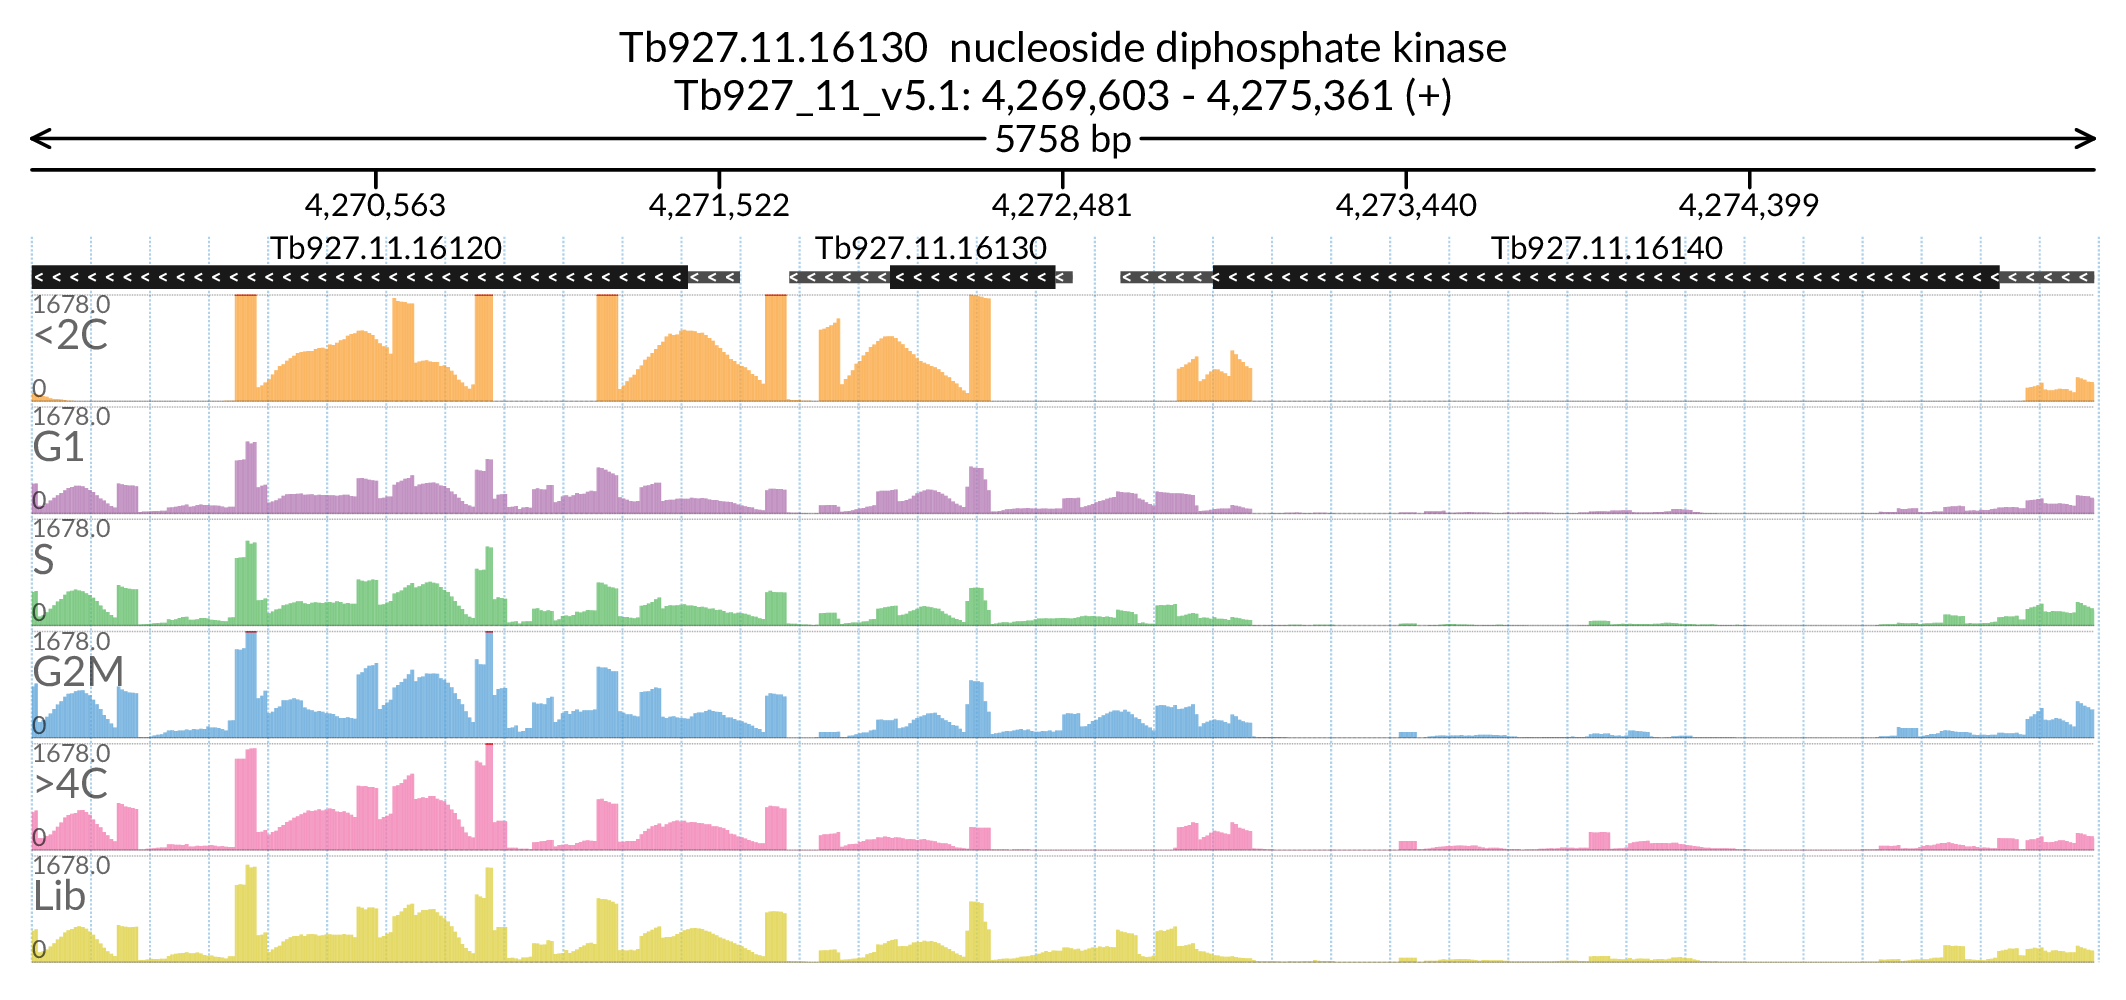 Tb927.11.16130 nucleoside diphosphate kinase
Tb927_11_v5.1: 4,269,603 - 4,275,361 (+)
5758 bp
4,270,563 4,271,522 4,272,481 4,273,440 4,274,399
Tb927.11.16120 Tb927.11.16130 Tb927.11.16140
1678.0
<2C
0
1678.0
G1
0
1678.0
S
0
1678.0
G2M
0
1678.0
>4C
0
1678.0
Lib
0